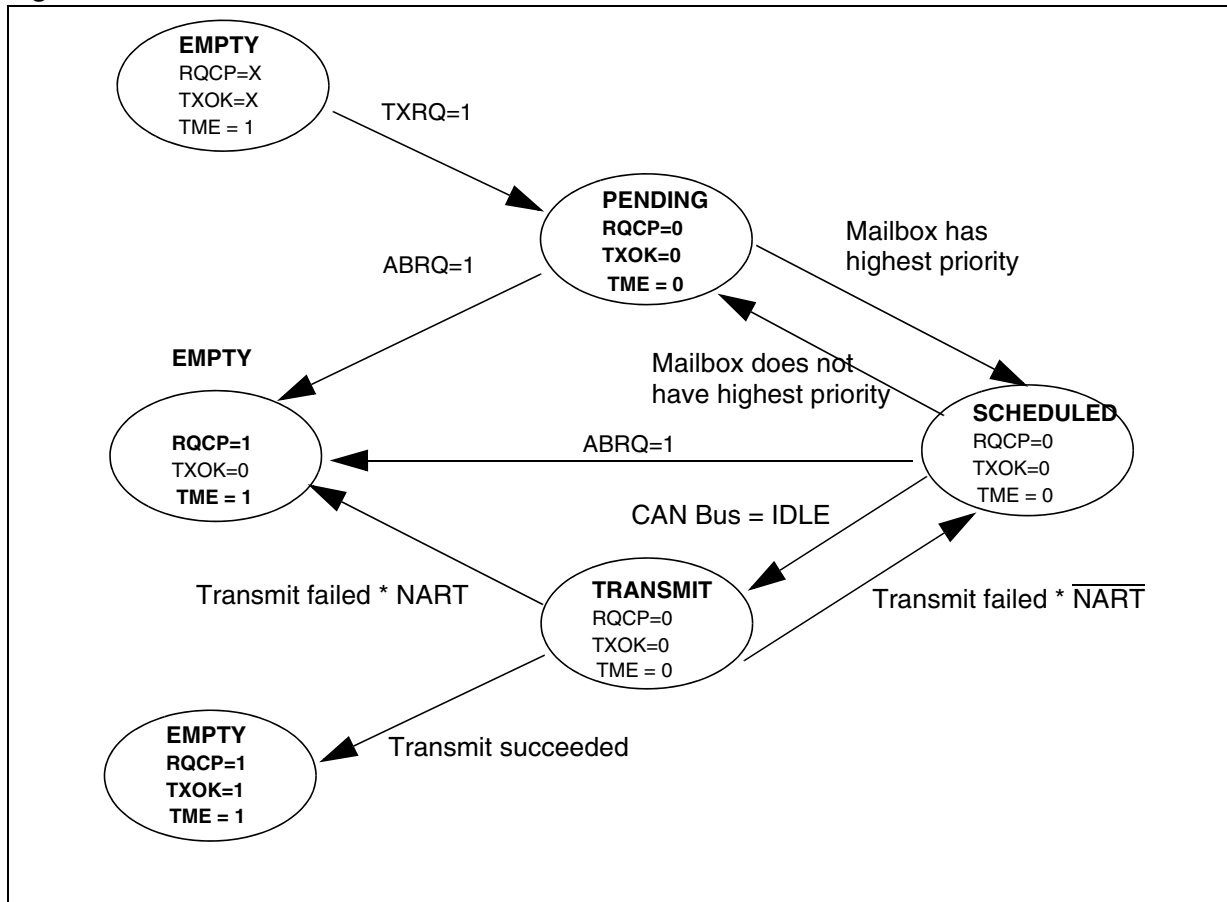 EMPTY
RQCP=X
TXOK=X
TME = 1
TXRQ=1
PENDING
RQCP=0
TXOK=0
TME = 0
Mailbox has
highest priority
ABRQ=1
EMPTY
RQCP=1
TXOK=0
TME = 1
Mailbox does not
have highest priority
SCHEDULED
RQCP=0
TXOK=0
TME = 0
ABRQ=1
CAN Bus = IDLE
Transmit failed * NART
TRANSMIT
RQCP=0
TXOK=0
TME = 0
Transmit failed * N̅A̅R̅T̅
EMPTY
RQCP=1
TXOK=1
TME = 1
Transmit succeeded